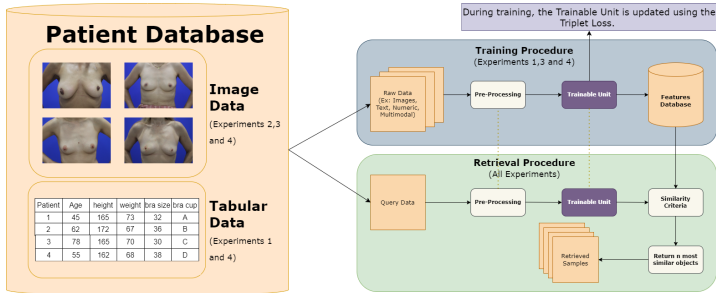 During training, the Trainable Unit is updated using the
Triplet Loss.
Patient Database
Image
Data
(Experiments 2,3
and 4)
Patient Age height weight bra size bra cup
1 45 165 73 32 A
2 62 172 67 36 B
3 78 165 70 30 C
4 55 162 68 38 D
Tabular
Data
(Experiments 1
and 4)
Training Procedure
(Experiments 1,3 and 4)
Raw Data
(Ex: Images,
Text, Numeric,
Multimodal)
Pre-Processing
Trainable Unit
Features
Database
Retrieval Procedure
(All Experiments)
Query Data
Pre-Processing
Trainable Unit
Similarity
Criteria
Retrieved
Samples
Return n most
similar objects